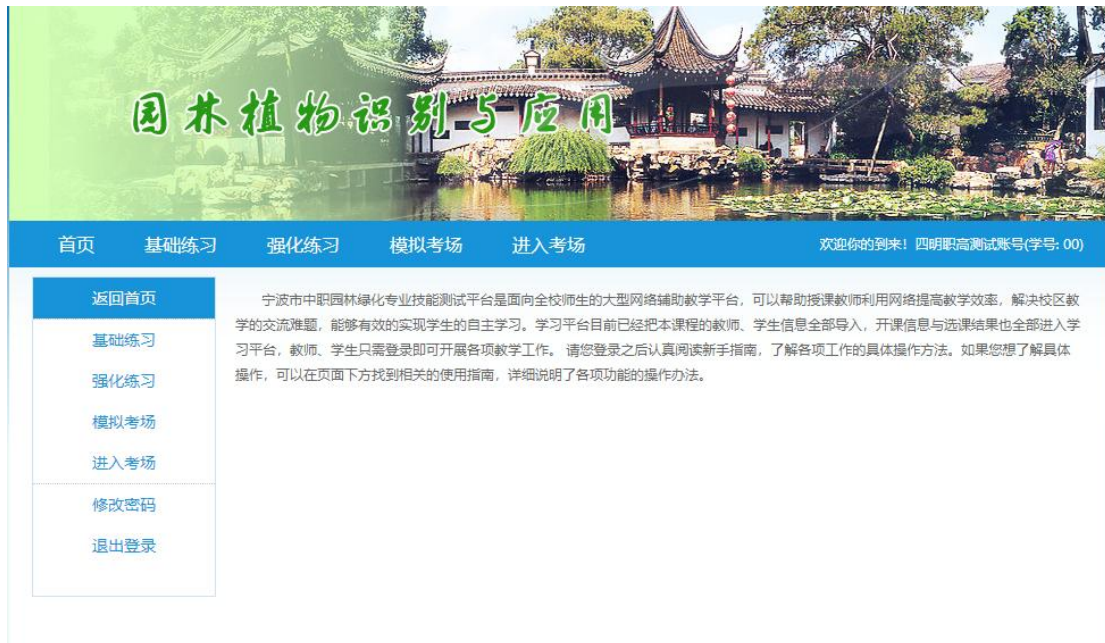 园林植物识别与应用
首页 基础练习 强化练习 模拟考场 进入考场 欢迎你的到来！四明职高测试账号(学号: 00)
返回首页
基础练习
强化练习
模拟考场
进入考场
修改密码
退出登录
宁波市中职园林绿化专业技能测试平台是面向全校师生的大型网络辅助教学平台，可以帮助授课教师利用网络提高教学效率，解决校区教
学的交流难题，能够有效的实现学生的自主学习。学习平台目前已经把本课程的教师、学生信息全部导入，开课信息与选课结果也全部进入学
习平台，教师、学生只需登录即可开展各项教学工作。 请您登录之后认真阅读新手指南，了解各项工作的具体操作方法。如果您想了解具体
操作，可以在页面下方找到相关的使用指南，详细说明了各项功能的操作办法。